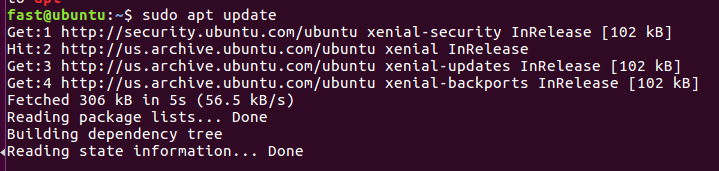 to apt
fast@ubuntu:~$ sudo apt update
Get:1 http://security.ubuntu.com/ubuntu xenial-security InRelease [102 kB]
Hit:2 http://us.archive.ubuntu.com/ubuntu xenial InRelease
Get:3 http://us.archive.ubuntu.com/ubuntu xenial-updates InRelease [102 kB]
Get:4 http://us.archive.ubuntu.com/ubuntu xenial-backports InRelease [102 kB]
Fetched 306 kB in 5s (56.5 kB/s)
Reading package lists... Done
Building dependency tree
Reading state information... Done